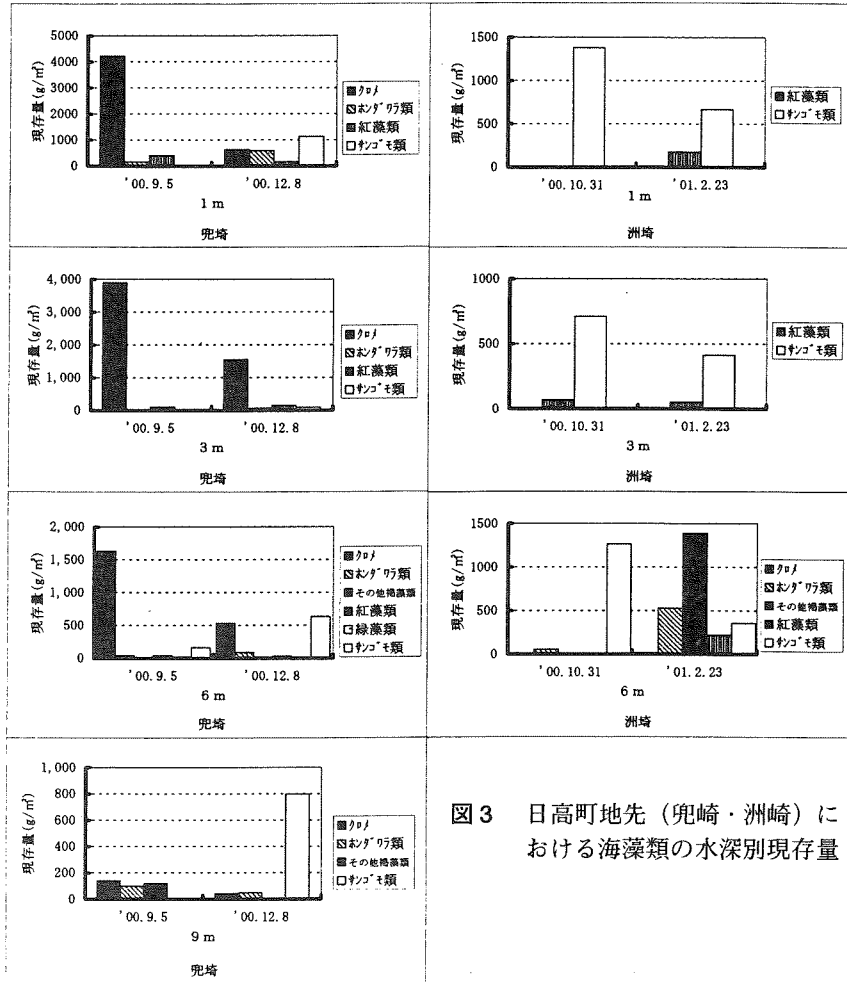 現存量(g/㎡)
5000
4000
3000
2000
1000
0
'00.9.5
'00.12.8
1 m
兜埼
クロメ
ホンダワラ類
紅藻類
サンゴモ類
現存量(g/㎡)
1500
1000
500
0
'00.10.31
'01.2.23
1 m
洲埼
紅藻類
サンゴモ類
現存量(g/㎡)
4,000
3,000
2,000
1,000
0
'00.9.5
'00.12.8
3 m
兜埼
クロメ
ホンダワラ類
紅藻類
サンゴモ類
現存量(g/㎡)
1000
500
0
'00.10.31
'01.2.23
3 m
洲埼
紅藻類
サンゴモ類
現存量(g/㎡)
2,000
1,500
1,000
500
0
'00.9.5
'00.12.8
6 m
兜埼
クロメ
ホンダワラ類
その他褐藻類
紅藻類
緑藻類
サンゴモ類
現存量(g/㎡)
1500
1000
500
0
'00.10.31
'01.2.23
6 m
洲埼
クロメ
ホンダワラ類
その他褐藻類
紅藻類
サンゴモ類
現存量(g/㎡)
1,000
800
600
400
200
0
'00.9.5
'00.12.8
9 m
兜埼
クロメ
ホンダワラ類
その他褐藻類
サンゴモ類
図3 日高町地先（兜崎・洲崎）に
おける海藻類の水深別現存量